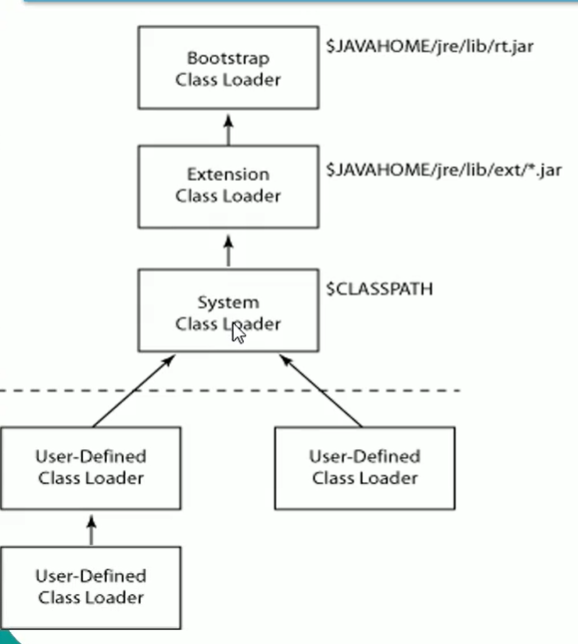 Bootstrap
Class Loader
$JAVAHOME/jre/lib/rt.jar
Extension
Class Loader
$JAVAHOME/jre/lib/ext/*.jar
System
Class Loader
$CLASSPATH
User-Defined
Class Loader
User-Defined
Class Loader
User-Defined
Class Loader